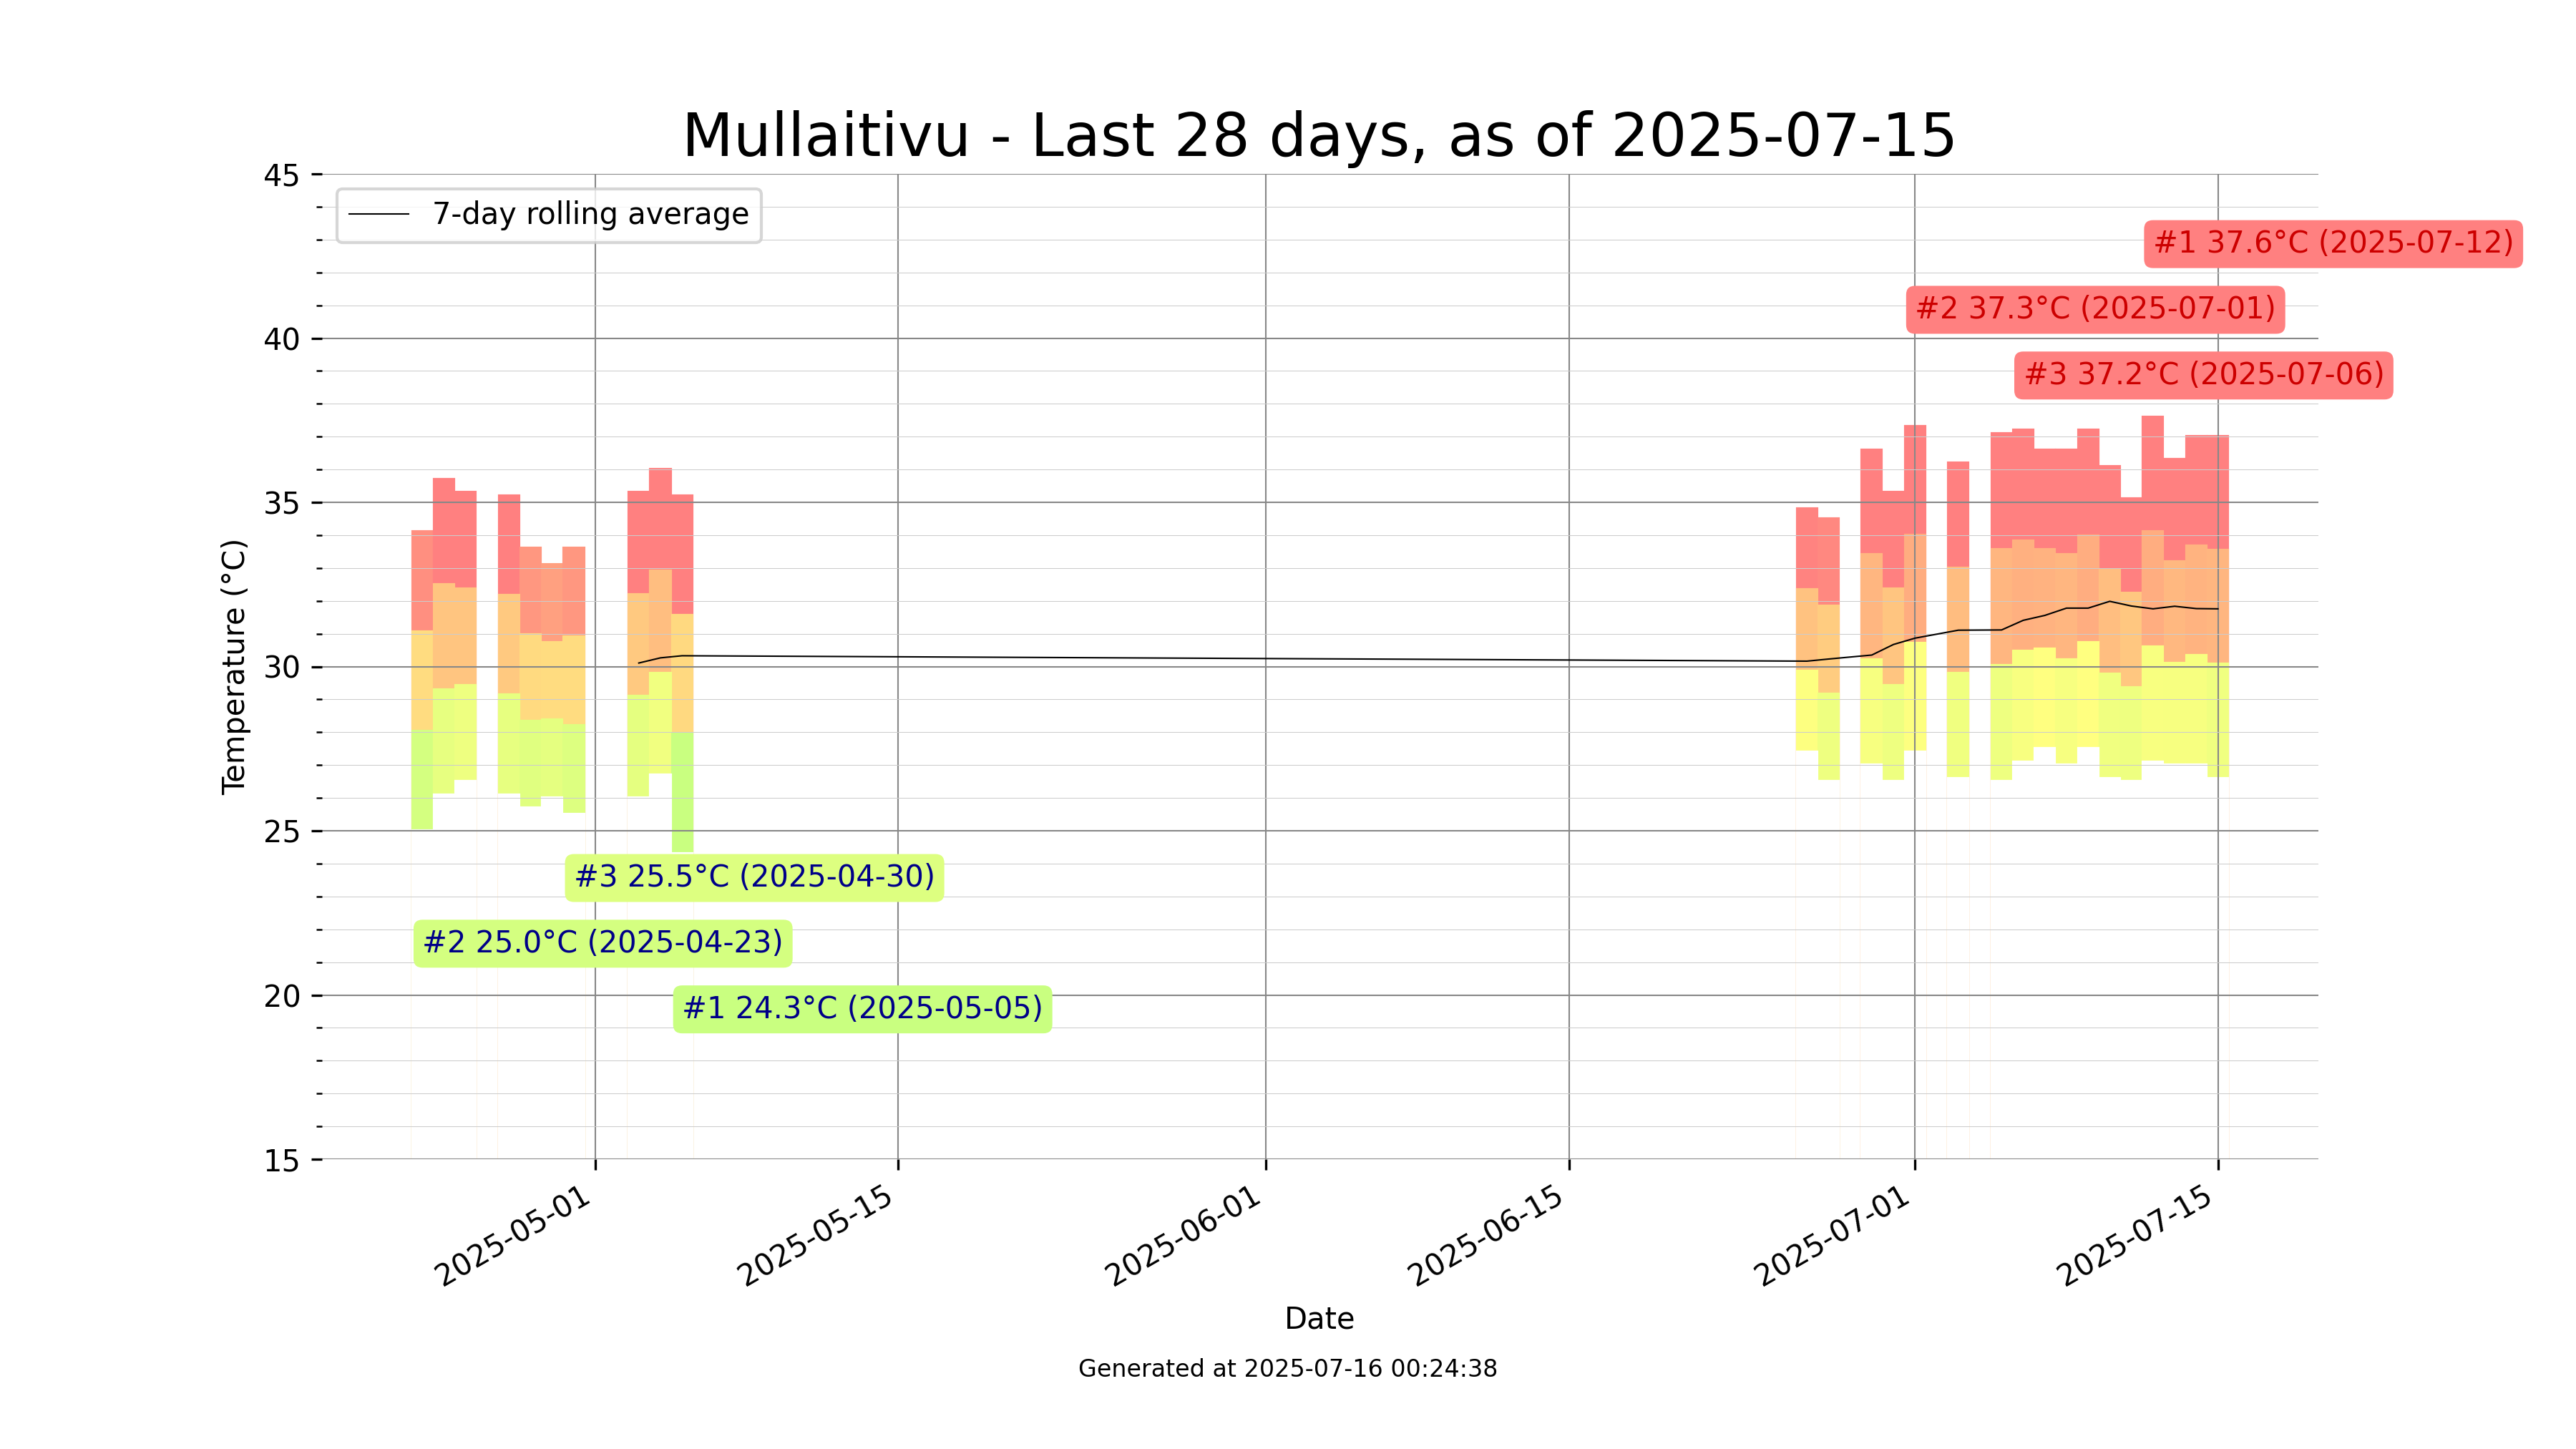 Mullaitivu - Last 28 days, as of 2025-07-15
45
40
35
30
25
20
15
Temperature (°C)
7-day rolling average
#1 37.6°C (2025-07-12)
#2 37.3°C (2025-07-01)
#3 37.2°C (2025-07-06)
#3 25.5°C (2025-04-30)
#2 25.0°C (2025-04-23)
#1 24.3°C (2025-05-05)
2025-05-01
2025-05-15
2025-06-01
2025-06-15
2025-07-01
2025-07-15
Date
Generated at 2025-07-16 00:24:38